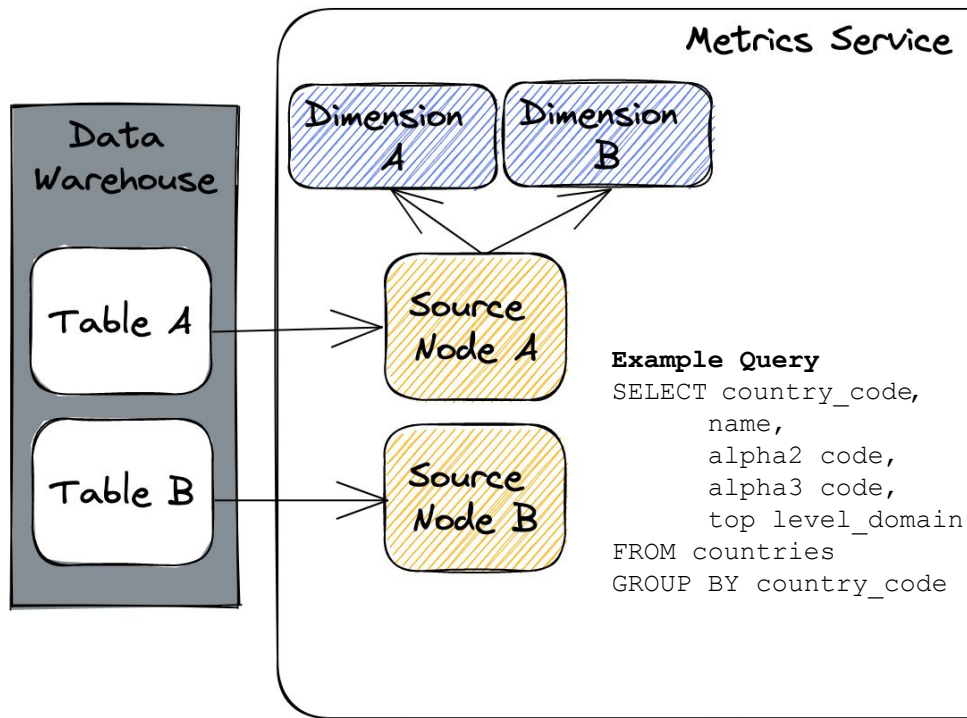 Metrics Service
Data
Warehouse
Table A
Table B
Dimension
A
Dimension
B
Source
Node A
Source
Node B
Example Query
SELECT country_code,
name,
alpha2 code,
alpha3 code,
top level_domain
FROM countries
GROUP BY country_code